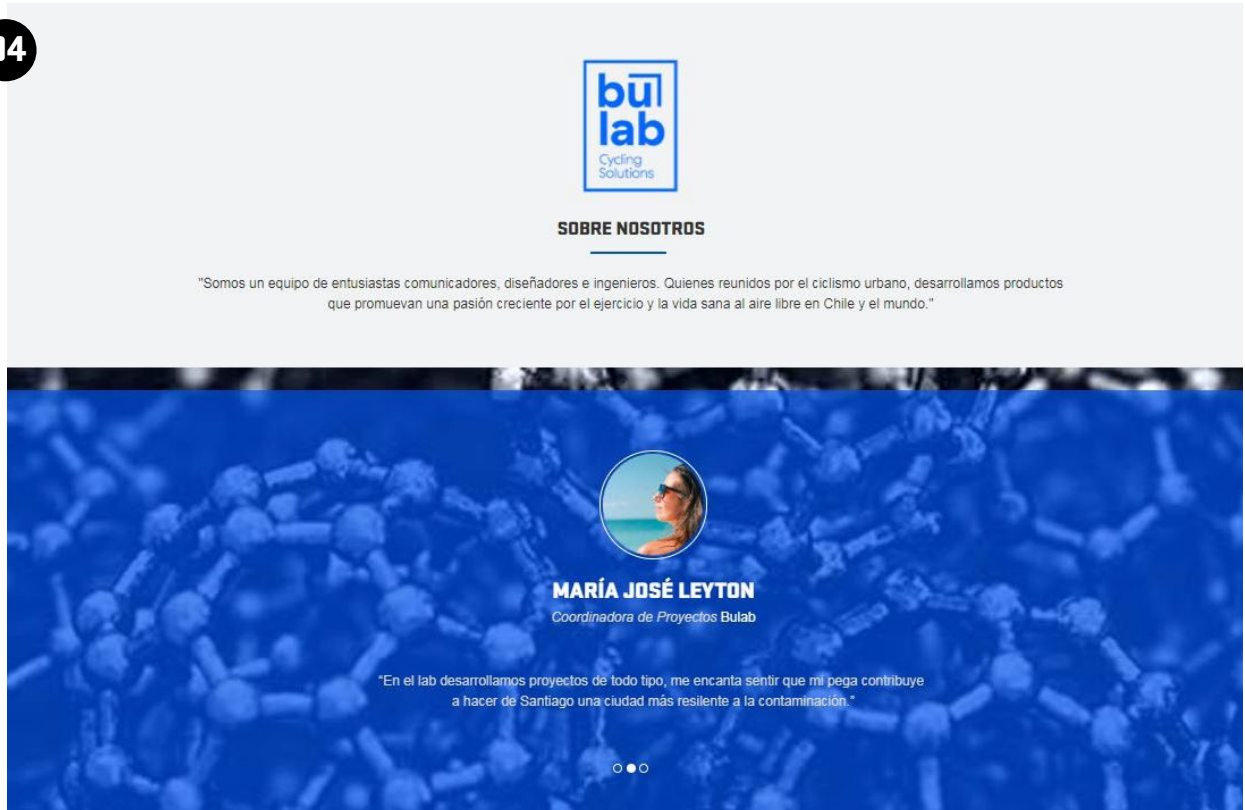 04
bu
lab
Cycling
Solutions
SOBRE NOSOTROS
"Somos un equipo de entusiastas comunicadores, diseñadores e ingenieros. Quienes reunidos por el ciclismo urbano, desarrollamos productos
que promuevan una pasión creciente por el ejercicio y la vida sana al aire libre en Chile y el mundo."
MARÍA JOSÉ LEYTON
Coordinadora de Proyectos Bulab
"En el lab desarrollamos proyectos de todo tipo, me encanta sentir que mi pega contribuye
a hacer de Santiago una ciudad más resilente a la contaminación."